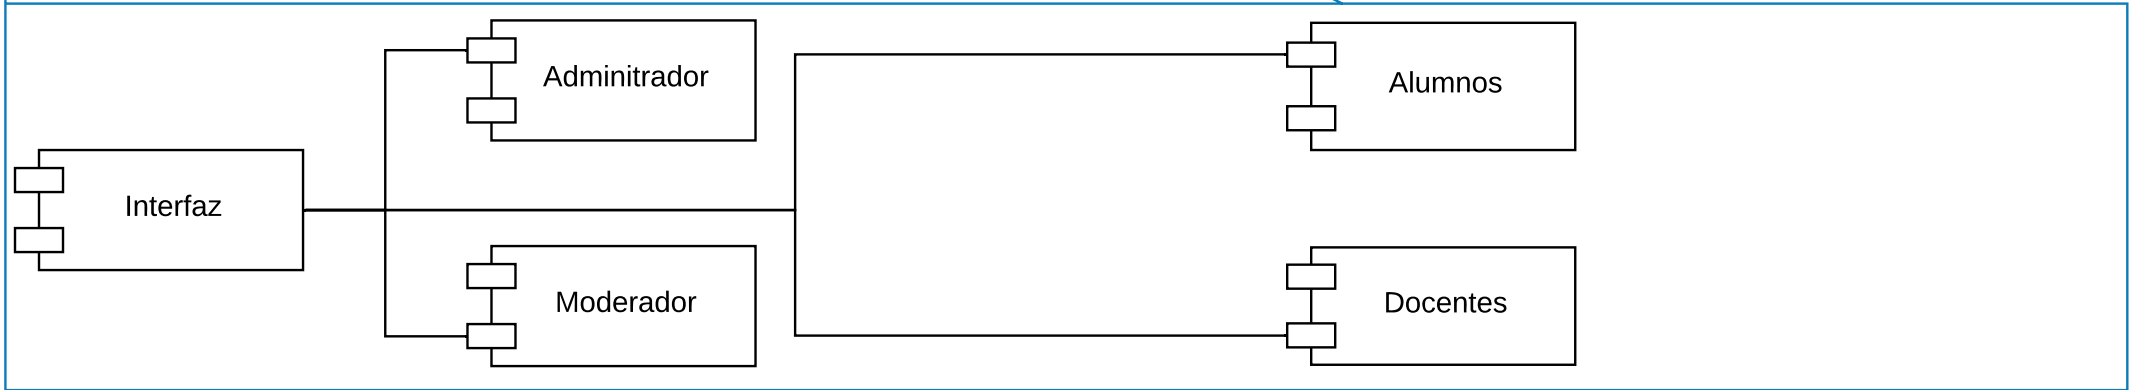 Adminitrador
Alumnos
Interfaz
Moderador
Docentes